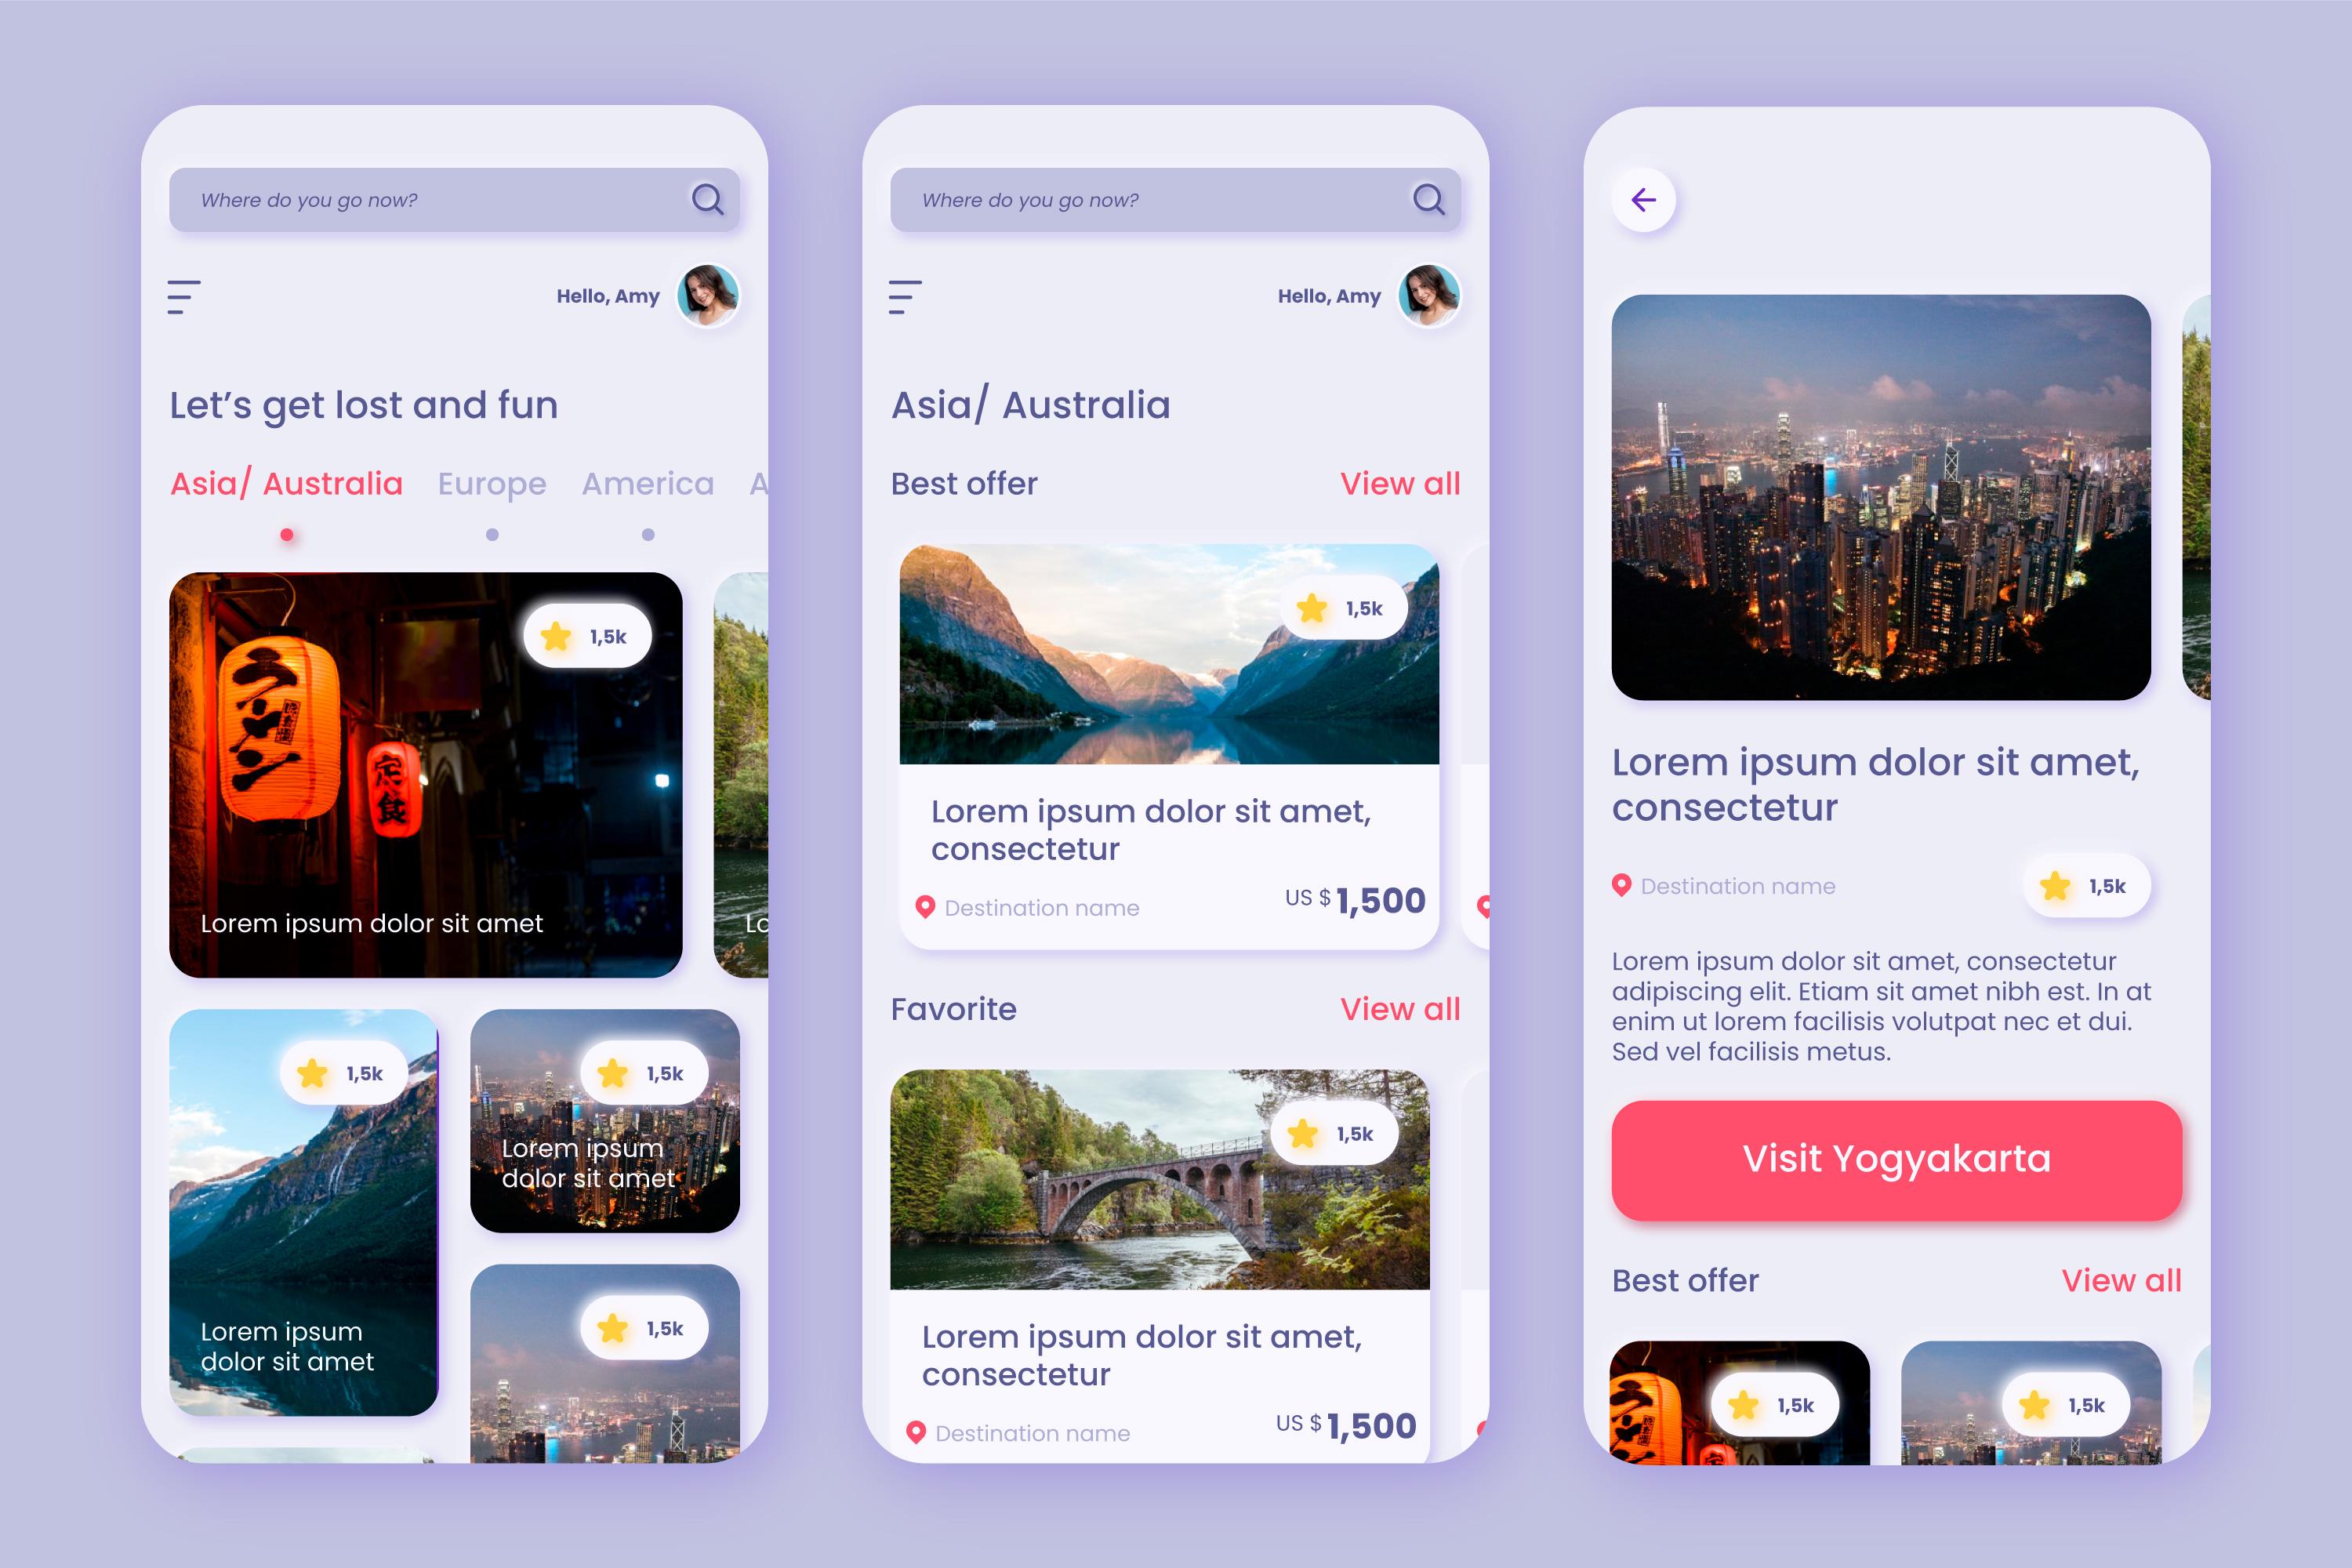 Where do you go now?
Hello, Amy
Let’s get lost and fun
Asia/ Australia Europe America A
1,5k
ラーメン
定食
Lorem ipsum dolor sit amet
Lo
1,5k
Lorem ipsum
dolor sit amet
1,5k
Lorem ipsum
dolor sit amet
1,5k
Where do you go now?
Hello, Amy
Asia/ Australia
Best offer View all
1,5k
Lorem ipsum dolor sit amet,
consectetur
Destination name US $ 1,500
Favorite View all
1,5k
Lorem ipsum dolor sit amet,
consectetur
Destination name US $ 1,500
Lorem ipsum dolor sit amet,
consectetur
Destination name 1,5k
Lorem ipsum dolor sit amet, consectetur
adipiscing elit. Etiam sit amet nibh est. In at
enim ut lorem facilisis volutpat nec et dui.
Sed vel facilisis metus.
Visit Yogyakarta
Best offer View all
1,5k
1,5k